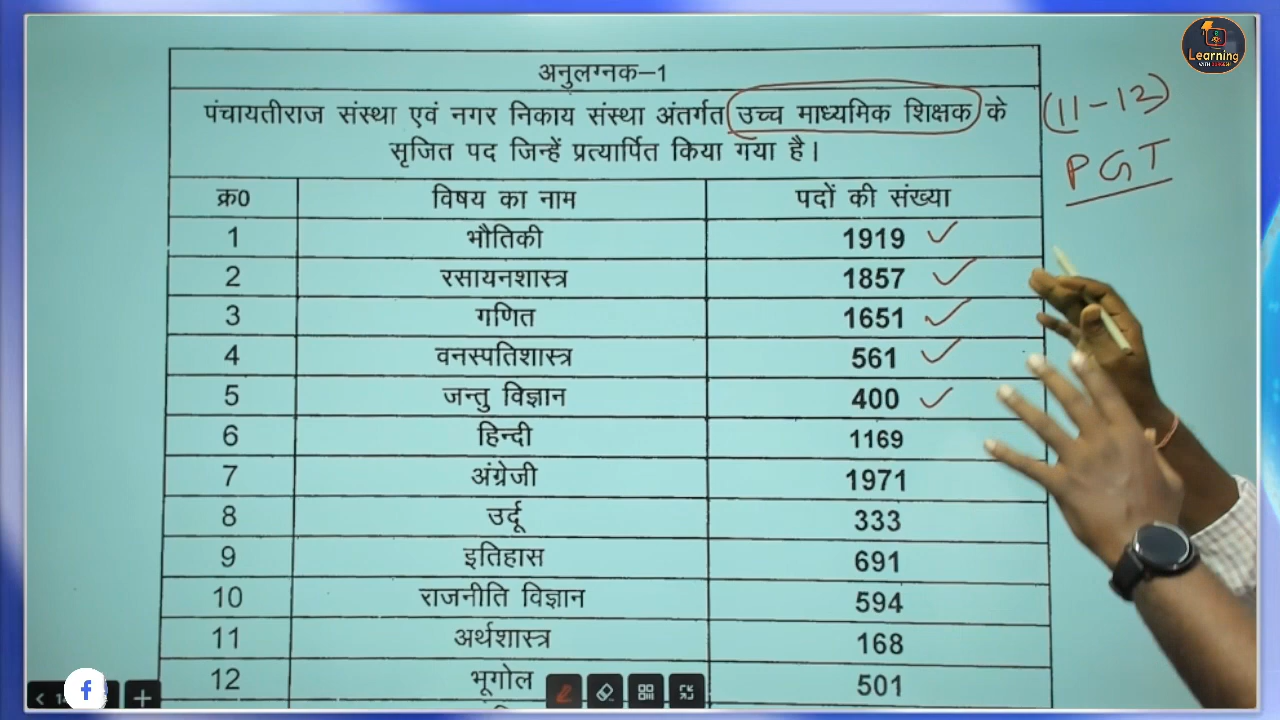 Learning
अनुलग्नक–1
पंचायतीराज संस्था एवं नगर निकाय संस्था अंतर्गत उच्च माध्यमिक शिक्षक के
सृजित पद जिन्हें प्रत्यार्पित किया गया है।
(11-12)
PGT
क्र0 विषय का नाम पदों की संख्या
1 भौतिकी 1919
2 रसायनशास्त्र 1857
3 गणित 1651
4 वनस्पतिशास्त्र 561
5 जन्तु विज्ञान 400
6 हिन्दी 1169
7 अंग्रेजी 1971
8 उर्दू 333
9 इतिहास 691
10 राजनीति विज्ञान 594
11 अर्थशास्त्र 168
12 भूगोल 501